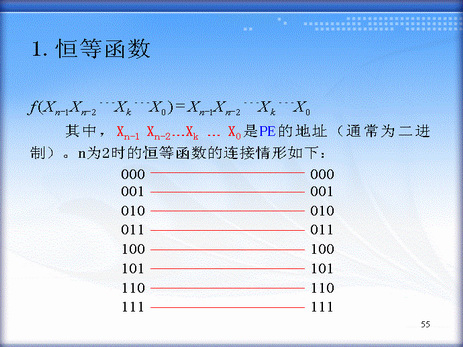 1. 恒等函数
f(Xn-1Xn-2…Xk…X0)=Xn-1Xn-2…Xk…X0
其中，Xn-1 Xn-2…Xk … X0是PE的地址（通常为二进
制）。n为2时的恒等函数的连接情形如下：
000 000
001 001
010 010
011 011
100 100
101 101
110 110
111 111
55